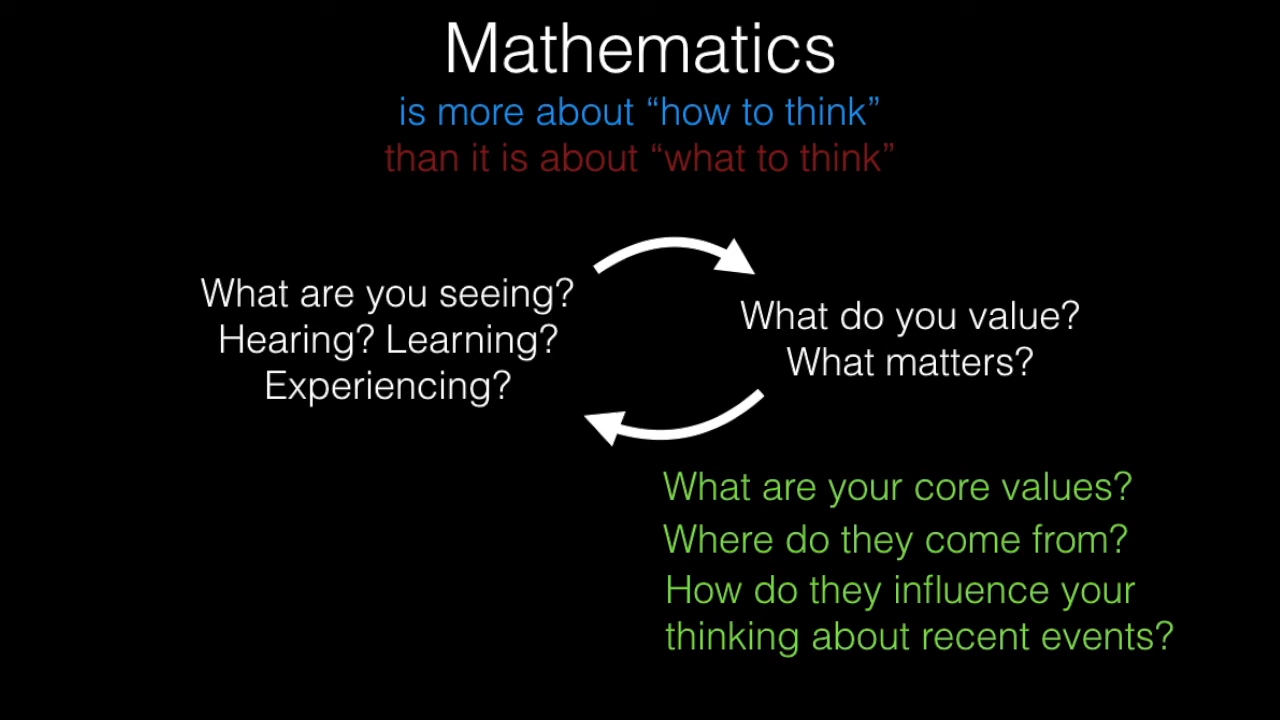 Mathematics
is more about “how to think”
than it is about “what to think”
What are you seeing?
Hearing? Learning?
Experiencing?
What do you value?
What matters?
What are your core values?
Where do they come from?
How do they influence your
thinking about recent events?